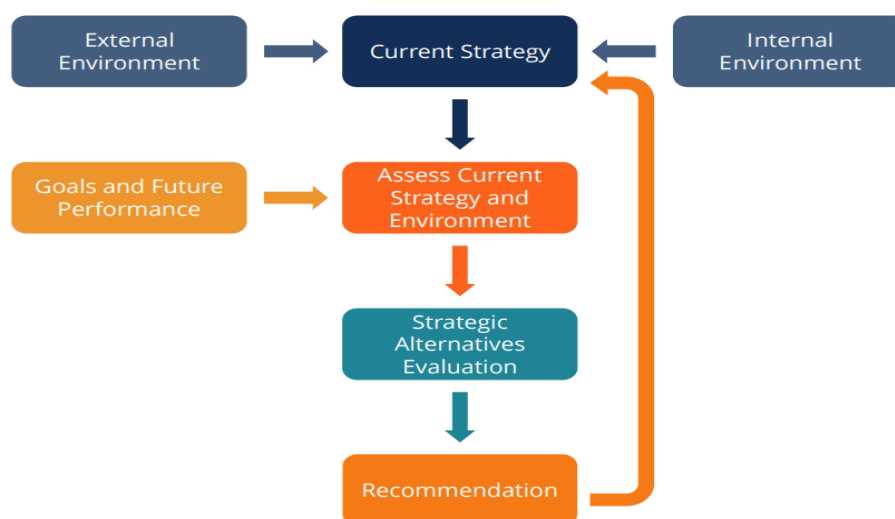 External
Environment
Current Strategy
Internal
Environment
Goals and Future
Performance
Assess Current
Strategy and
Environment
Strategic
Alternatives
Evaluation
Recommendation